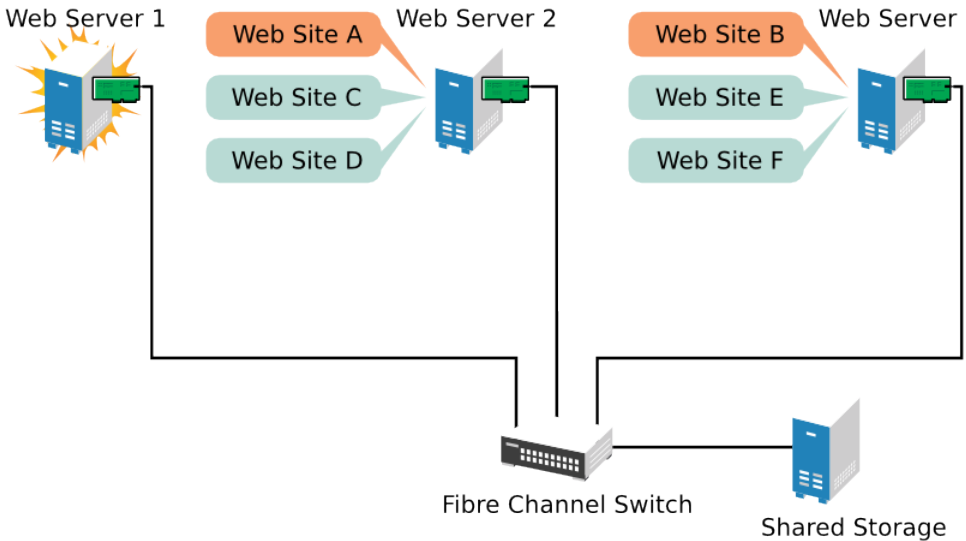 Web Server 1
Web Server 2
Web Server
Web Site A
Web Site B
Web Site C
Web Site E
Web Site D
Web Site F
Fibre Channel Switch
Shared Storage